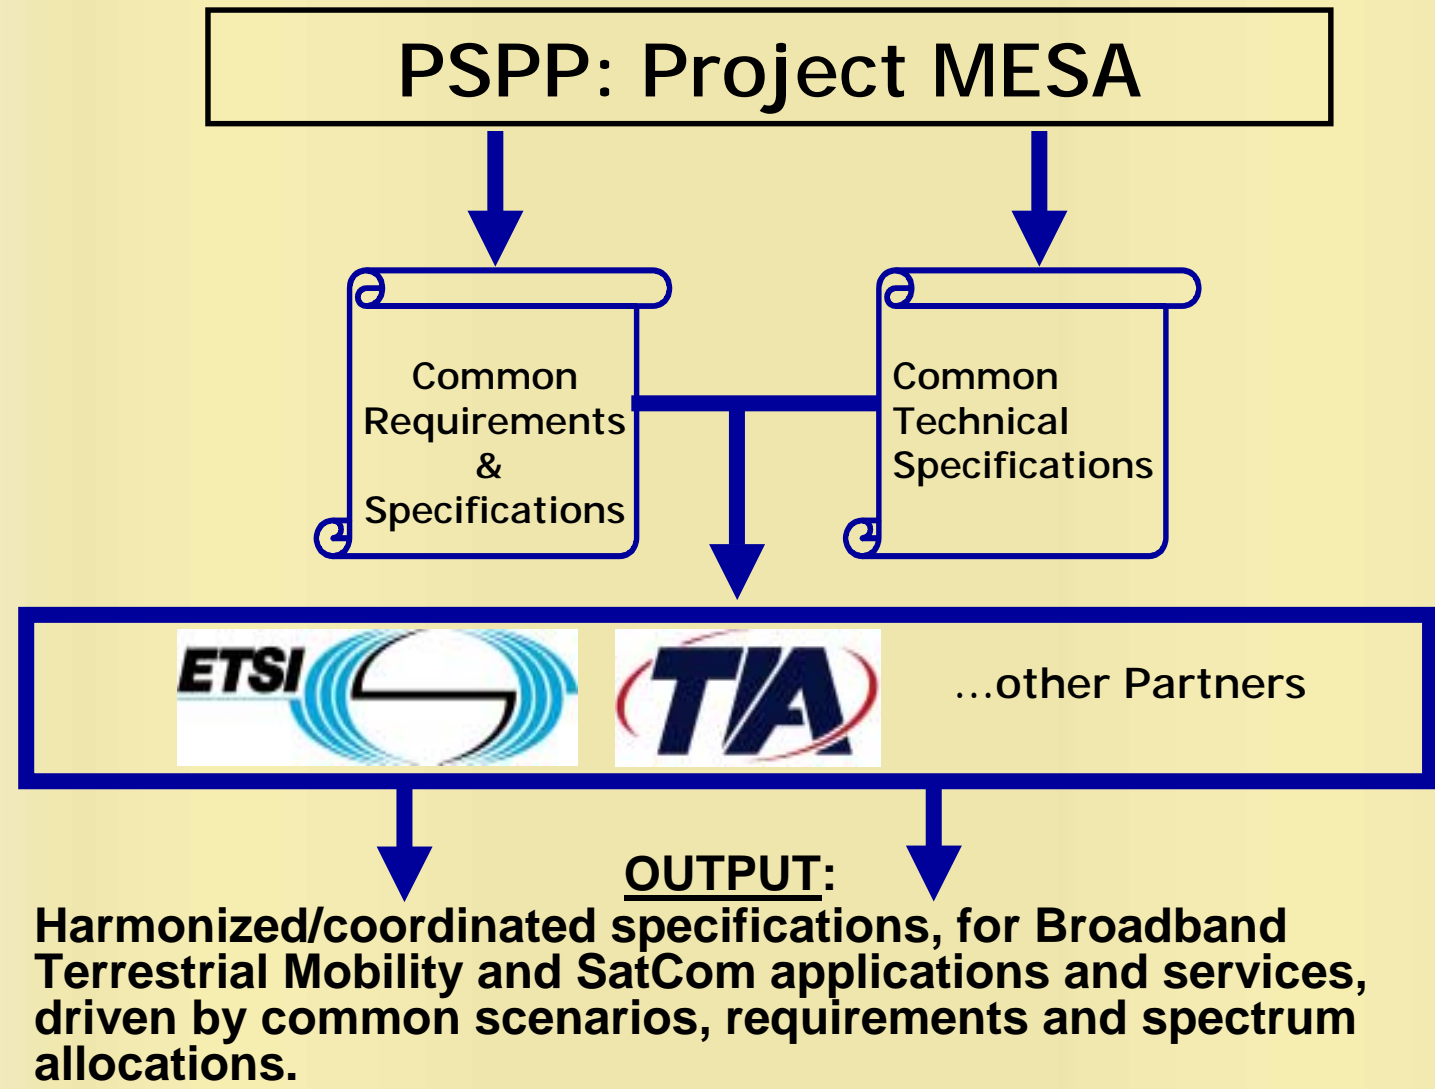 PSPP: Project MESA
Common
Requirements
&
Specifications
Common
Technical
Specifications
ETSI
TIA
...other Partners
OUTPUT:
Harmonized/coordinated specifications, for Broadband
Terrestrial Mobility and SatCom applications and services,
driven by common scenarios, requirements and spectrum
allocations.